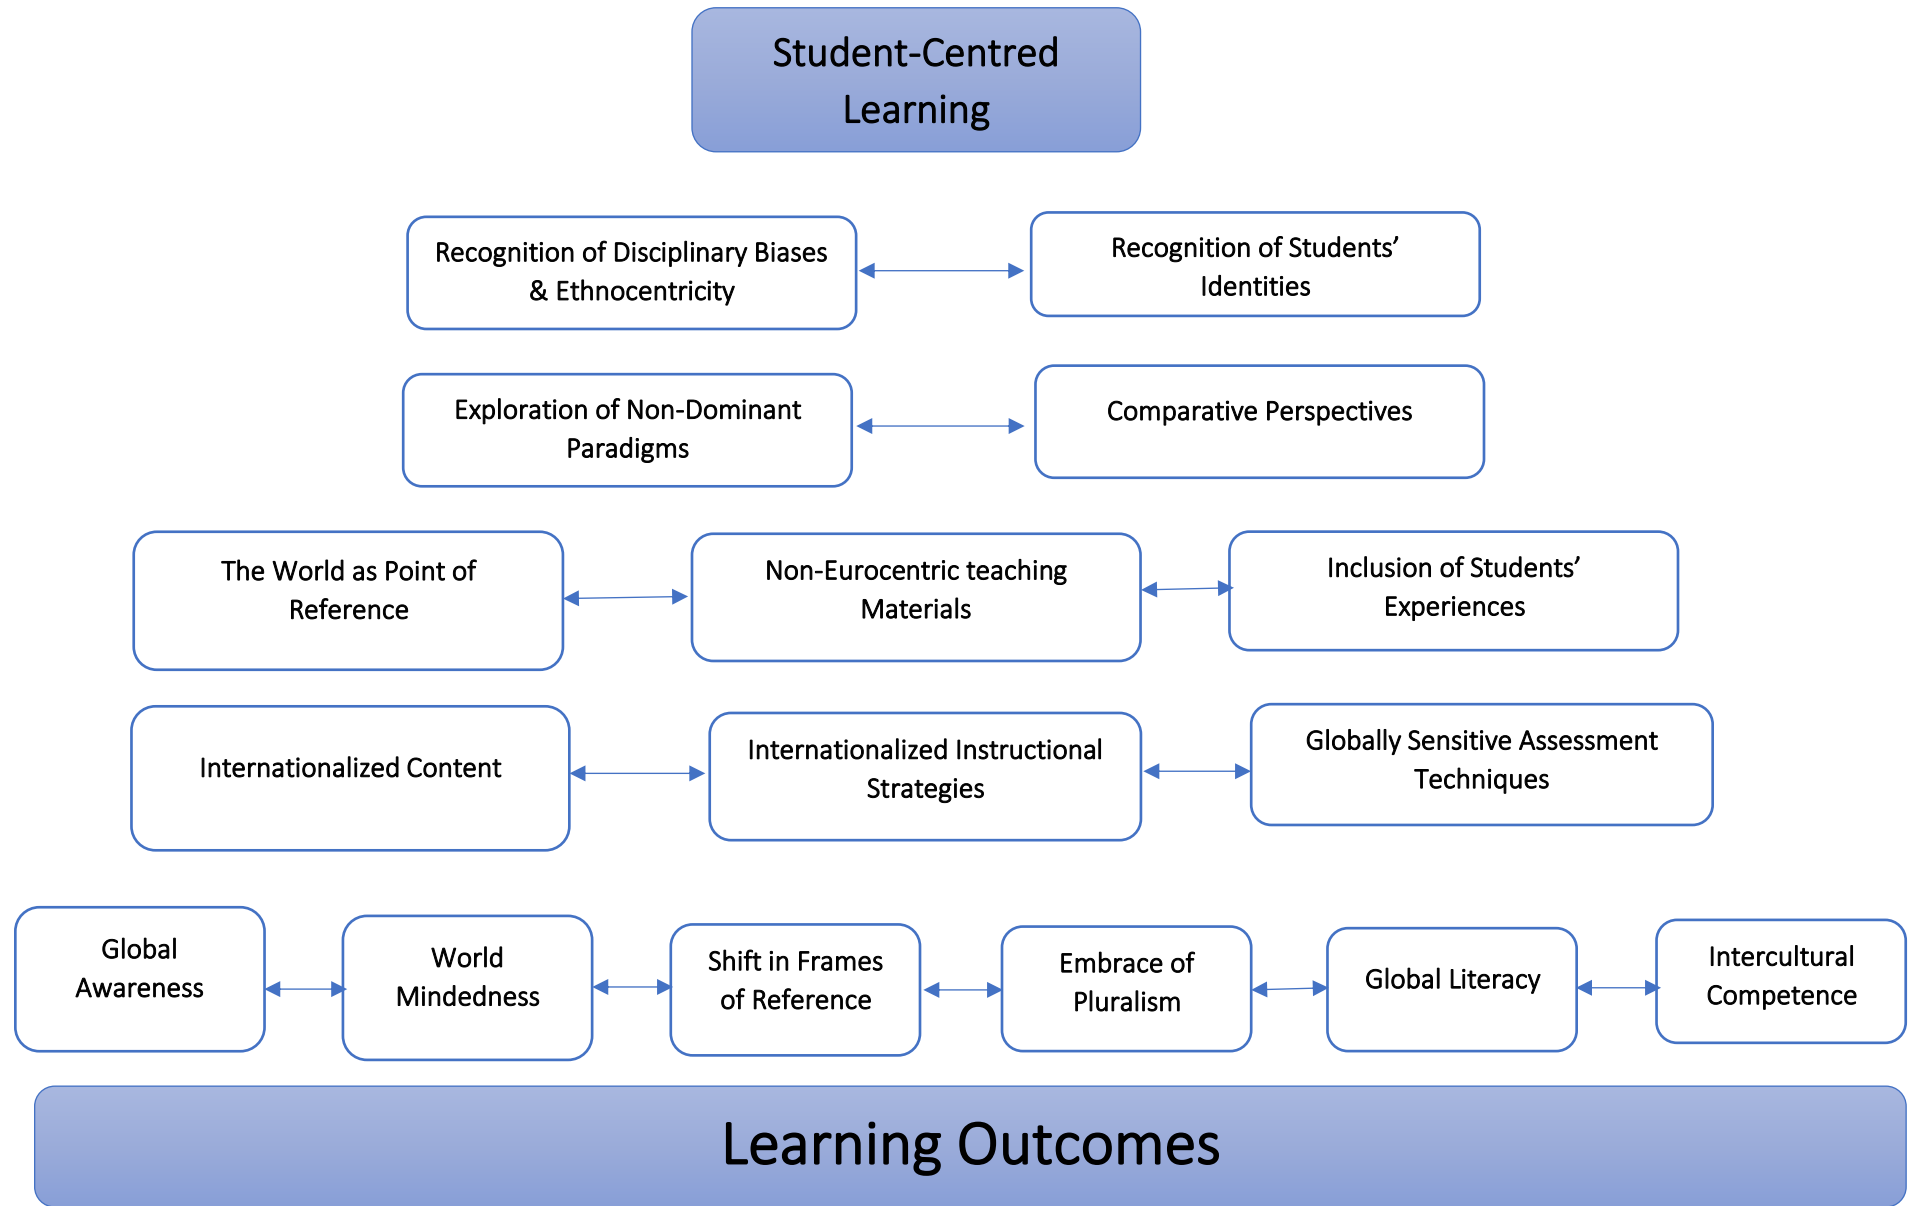 Student-Centred
Learning
Recognition of Disciplinary Biases
& Ethnocentricity
Recognition of Students’
Identities
Exploration of Non-Dominant
Paradigms
Comparative Perspectives
The World as Point of
Reference
Non-Eurocentric teaching
Materials
Inclusion of Students’
Experiences
Internationalized Content
Internationalized Instructional
Strategies
Globally Sensitive Assessment
Techniques
Global
Awareness
World
Mindedness
Shift in Frames
of Reference
Embrace of
Pluralism
Global Literacy
Intercultural
Competence
Learning Outcomes